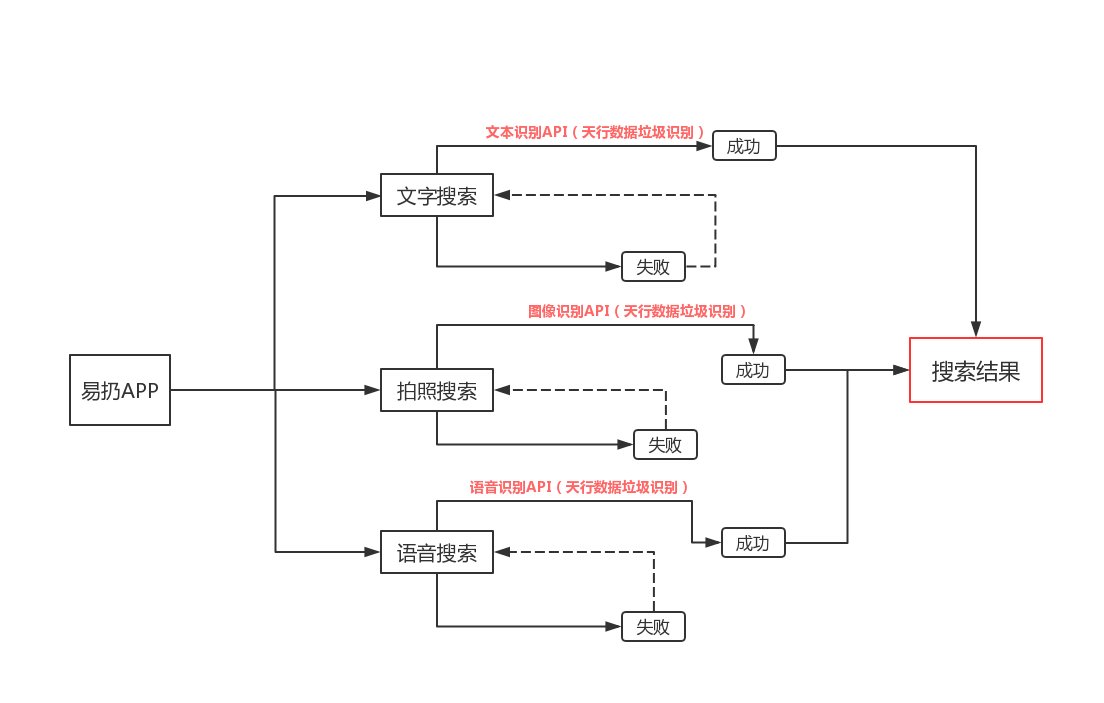 文本识别API（天行数据垃圾识别）
成功
文字搜索
失败
图像识别API（天行数据垃圾识别）
易扔APP
拍照搜索
成功
搜索结果
失败
语音识别API（天行数据垃圾识别）
语音搜索
成功
失败